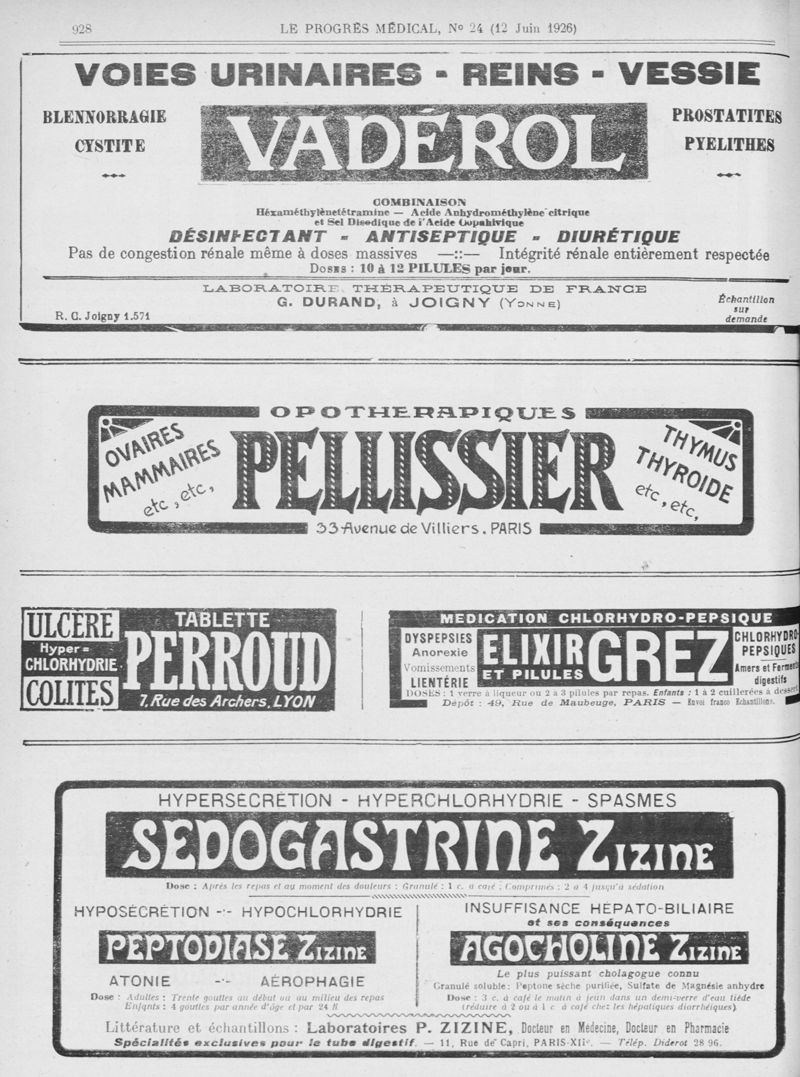 928
LE PROGRÈS MÉDICAL, No 24 (12 Juin 1926)
VOIES URINAIRES - REINS - VESSIE
BLENNORRAGIE
CYSTITE
VADÉROL
PROSTATITES
PYELITHES
COMBINAISON
Héxaméthylènetétramine — Acide Anhydrométhylène citrique
et Sel Disodique de l'Acide Copahivique
DÉSINFECTANT - ANTISEPTIQUE - DIURÉTIQUE
Pas de congestion rénale même à doses massives —::— Intégrité rénale entièrement respectée
DOSES : 10 à 12 PILULES par jour.
LABORATOIRE THÉRAPEUTIQUE DE FRANCE
G. DURAND, à JOIGNY (YONNE)
R. C. Joigny 1.571
Échantillon
sur
demande
OPOTHERAPIQUES
OVAIRES
MAMMAIRES
etc, etc,
PELLISSIER
THYMUS
THYROIDE
etc, etc,
33 Avenue de Villiers. PARIS
ULCÈRE
Hyper=
CHLORHYDRIE
COLITES
TABLETTE
PERROUD
7, Rue des Archers, LYON
MEDICATION CHLORHYDRO-PEPSIQUE
DYSPEPSIES
Anorexie
Vomissements
LIENTÉRIE
ELIXIR
ET PILULES
GREZ
CHLORHYDRO-
PEPSIQUES
Amers et Ferments
digestifs
DOSES : 1 verre à liqueur ou 2 à 3 pilules par repas. Enfants : 1 à 2 cuillerées à dessert
Dépôt : 49, Rue de Maubeuge, PARIS — Envoi franco Echantillons.
HYPERSÉCRÉTION - HYPERCHLORHYDRIE - SPASMES
SÉDOGASTRINE ZIZINE
Dose : Après les repas et au moment des douleurs : Granulé : 1 c. à café ; Comprimés : 2 à 4 jusqu'à sédation
HYPOSÉCRÉTION -:- HYPOCHLORHYDRIE
PEPTODIASE ZIZINE
ATONIE -:- AÉROPHAGIE
Dose : Adultes : Trente gouttes au début ou au milieu des repas
Enfants : 4 gouttes par année d'âge et par 24 h
INSUFFISANCE HÉPATO-BILIAIRE
et ses conséquences
AGOCHOLINE ZIZINE
Le plus puissant cholagogue connu
Granulé soluble : Peptone sèche purifiée, Sulfate de Magnésie anhydre
Dose : 3 c. à café le matin à jeun dans un demi-verre d'eau tiède
(réduire à 2 ou à 1 c. à café chez les hépatiques diarrhéiques).
Littérature et échantillons : Laboratoires P. ZIZINE, Docteur en Médecine, Docteur en Pharmacie
Spécialités exclusives pour le tube digestif. — 11, Rue de Capri, PARIS-XIIe. — Télép. Diderot 28 96.